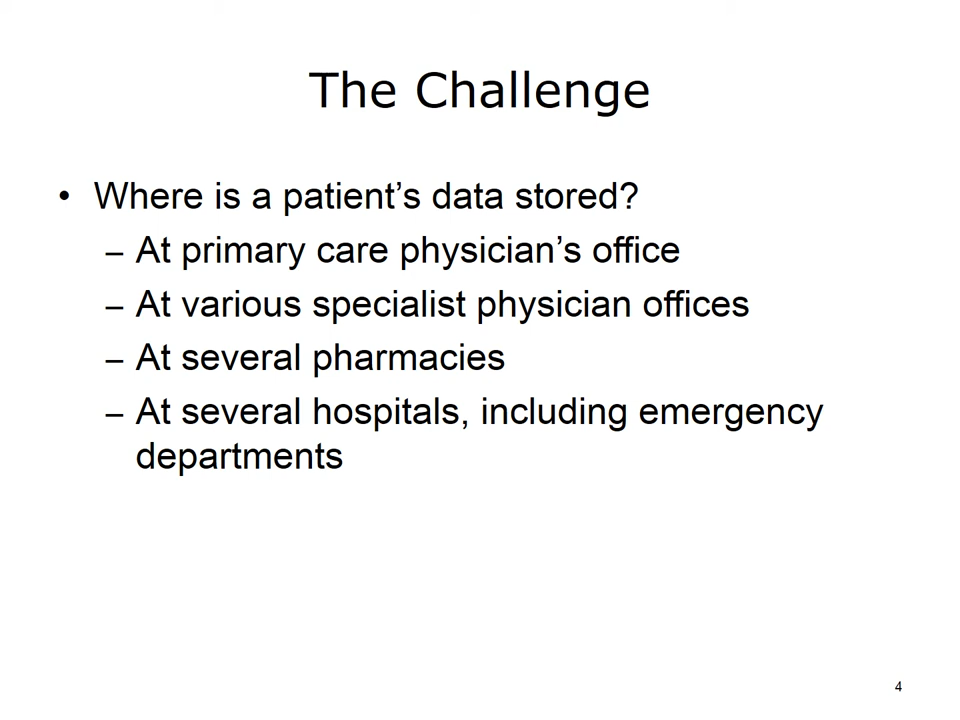 The Challenge
• Where is a patient’s data stored?
– At primary care physician’s office
– At various specialist physician offices
– At several pharmacies
– At several hospitals, including emergency
departments
4